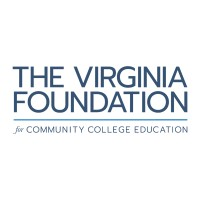 THE VIRGINIA
FOUNDATION
for COMMUNITY COLLEGE EDUCATION